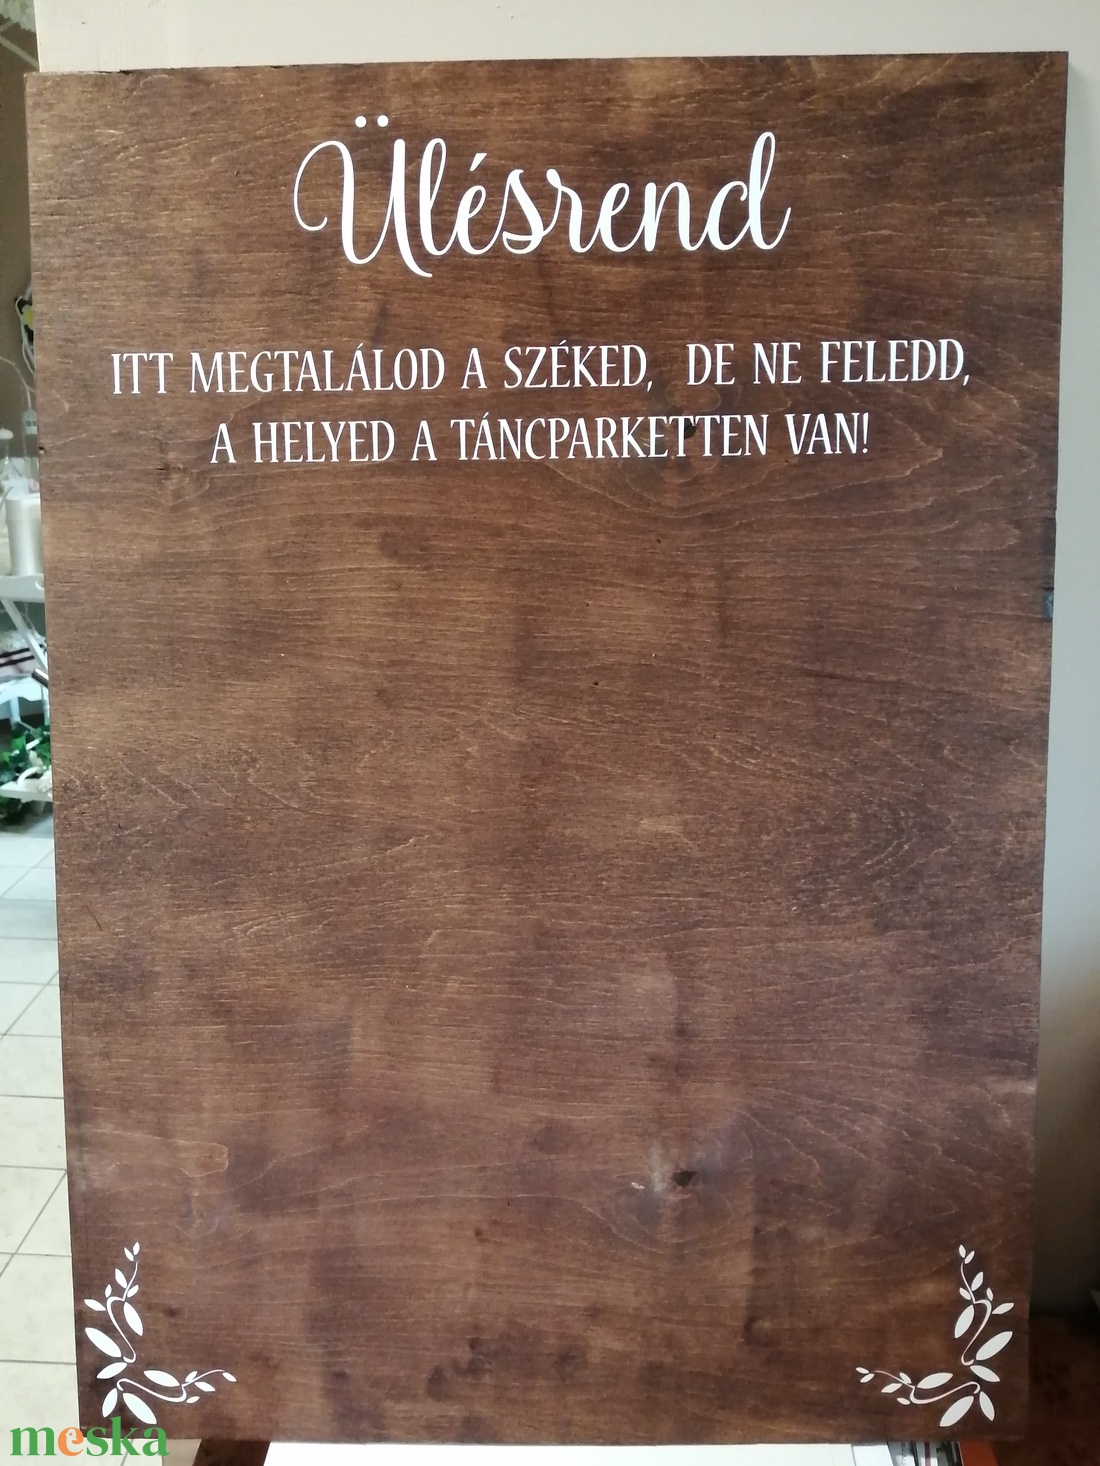 Ülésrend
ITT MEGTALÁLOD A SZÉKED, DE NE FELEDD,
A HELYED A TÁNCPARKETTEN VAN!
meska